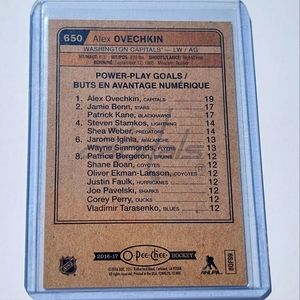 650 Alex OVECHKIN
WASHINGTON CAPITALS – LW / AG
POWER-PLAY GOALS /
BUTS EN AVANTAGE NUMÉRIQUE
1. Alex Ovechkin, CAPITALS 19
2. Jamie Benn, STARS 17
Patrick Kane, BLACKHAWKS 17
4. Steven Stamkos, LIGHTNING 14
Shea Weber, PREDATORS 14
6. Jarome Iginla, AVALANCHE 13
Wayne Simmonds, FLYERS 13
8. Patrice Bergeron, BRUINS 12
Shane Doan, COYOTES 12
Oliver Ekman-Larsson, COYOTES 12
Justin Faulk, HURRICANES 12
Joe Pavelski, SHARKS 12
Corey Perry, DUCKS 12
Vladimir Tarasenko, BLUES 12
2016-17 O-Pee-Chee HOCKEY
NHL
NHLPA